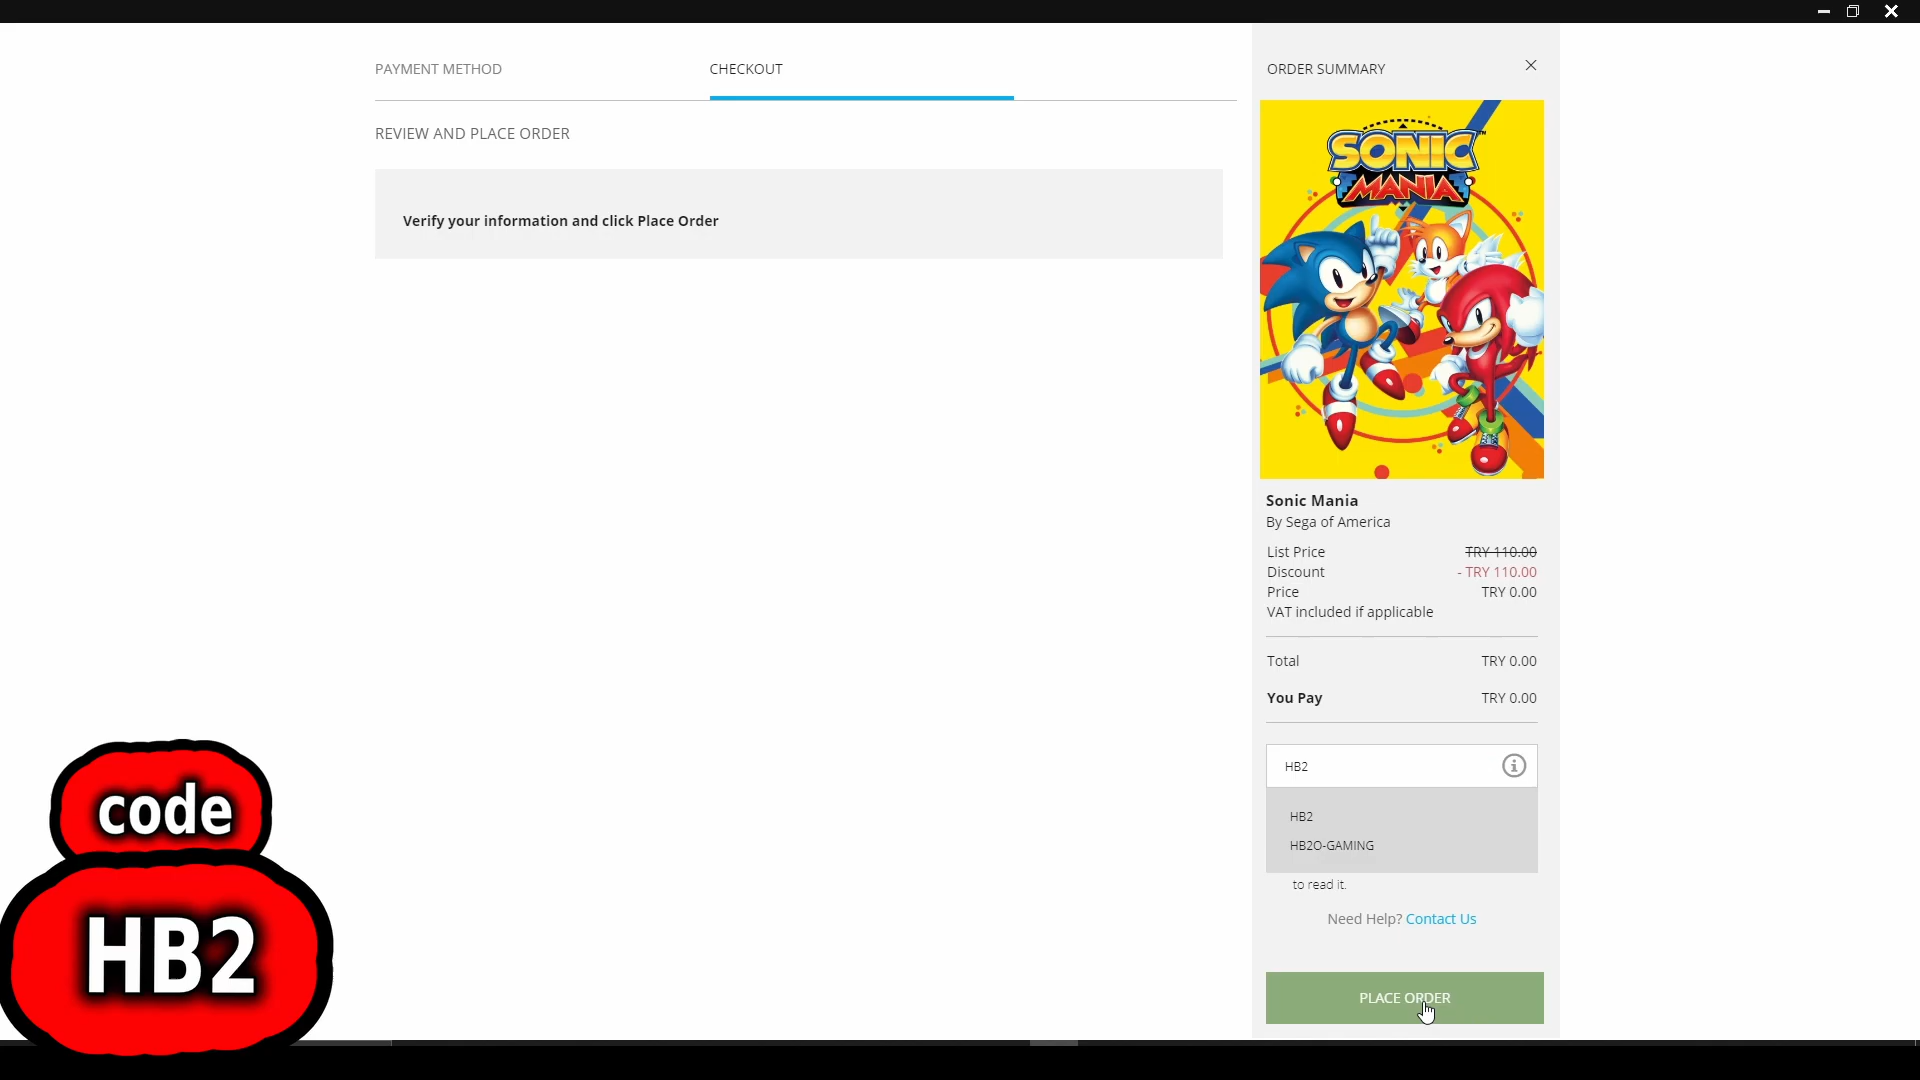 PAYMENT METHOD
CHECKOUT
REVIEW AND PLACE ORDER
Verify your information and click Place Order
ORDER SUMMARY
SONIC
MANIA
TM
Sonic Mania
By Sega of America
List Price TRY 110.00
Discount - TRY 110.00
Price TRY 0.00
VAT included if applicable
Total TRY 0.00
You Pay TRY 0.00
HB2
HB2
HB2O-GAMING
to read it.
Need Help? Contact Us
PLACE ORDER
code
HB2